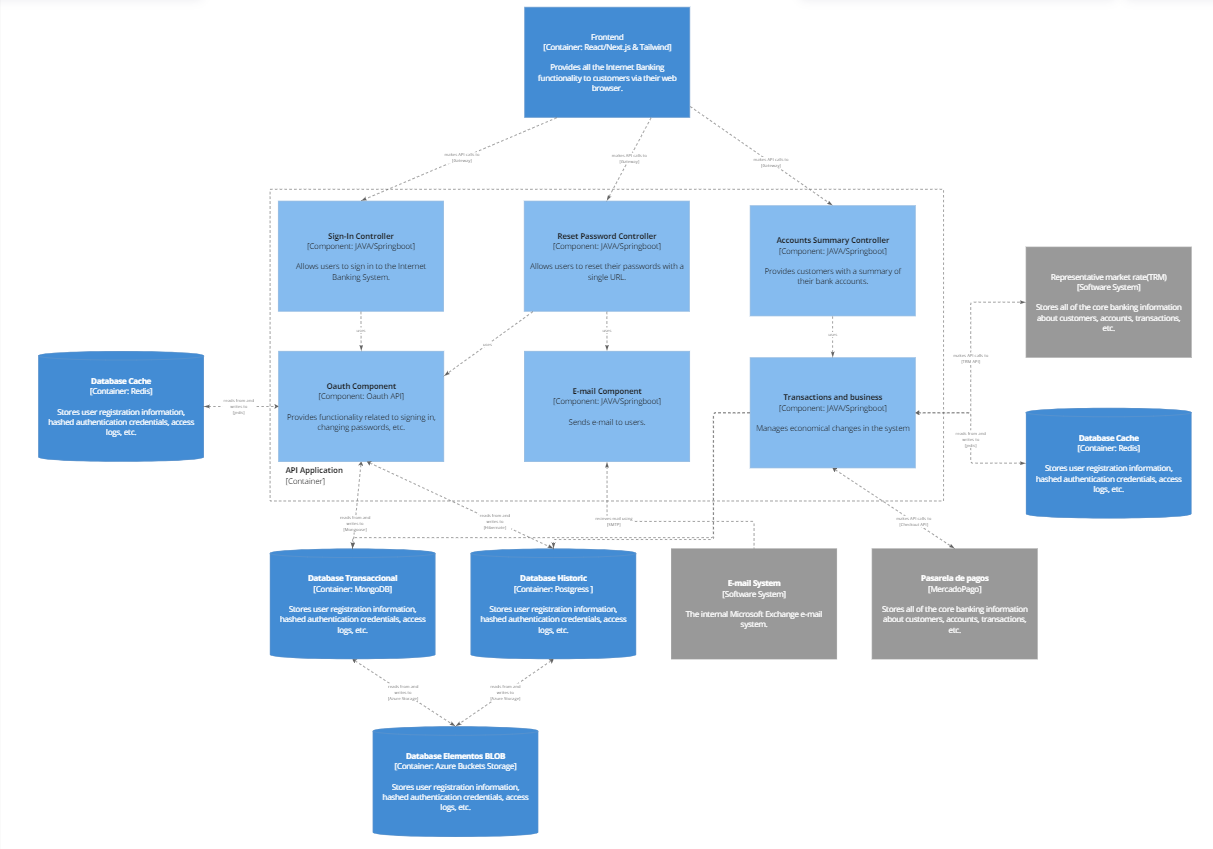 Frontend
[Container: React/Next.js & Tailwind]
Provides all the Internet Banking
functionality to customers via their web
browser.
makes API calls to
[Gateway]
makes API calls to
[Gateway]
makes API calls to
[Gateway]
Sign-In Controller
[Component: JAVA/Springboot]
Allows users to sign in to the Internet
Banking System.
Reset Password Controller
[Component: JAVA/Springboot]
Allows users to reset their passwords with a
single URL.
Accounts Summary Controller
[Component: JAVA/Springboot]
Provides customers with a summary of
their bank accounts.
Representative market rate(TRM)
[Software System]
Stores all of the core banking information
about customers, accounts, transactions,
etc.
uses
uses
uses
uses
makes API calls to
[TRM API]
Database Cache
[Container: Redis]
Stores user registration information,
hashed authentication credentials, access
logs, etc.
reads from and
writes to
Oauth Component
[Component: Oauth API]
Provides functionality related to signing in,
changing passwords, etc.
E-mail Component
[Component: JAVA/Springboot]
Sends e-mail to users.
Transactions and business
[Component: JAVA/Springboot]
Manages economical changes in the system
reads from and
writes to
Database Cache
[Container: Redis]
Stores user registration information,
hashed authentication credentials, access
logs, etc.
API Application
[Container]
reads from and
writes to
[Mongoose]
reads from and
writes to
[Hibernate]
[SMTP]
makes API calls to
[Checkout API]
Database Transaccional
[Container: MongoDB]
Stores user registration information,
hashed authentication credentials, access
logs, etc.
Database Historic
[Container: Postgress ]
Stores user registration information,
hashed authentication credentials, access
logs, etc.
E-mail System
[Software System]
The internal Microsoft Exchange e-mail
system.
Pasarela de pagos
[MercadoPago]
Stores all of the core banking information
about customers, accounts, transactions,
etc.
reads from and
writes to
[Azure Storage]
reads from and
writes to
[Azure Storage]
Database Elementos BLOB
[Container: Azure Buckets Storage]
Stores user registration information,
hashed authentication credentials, access
logs, etc.